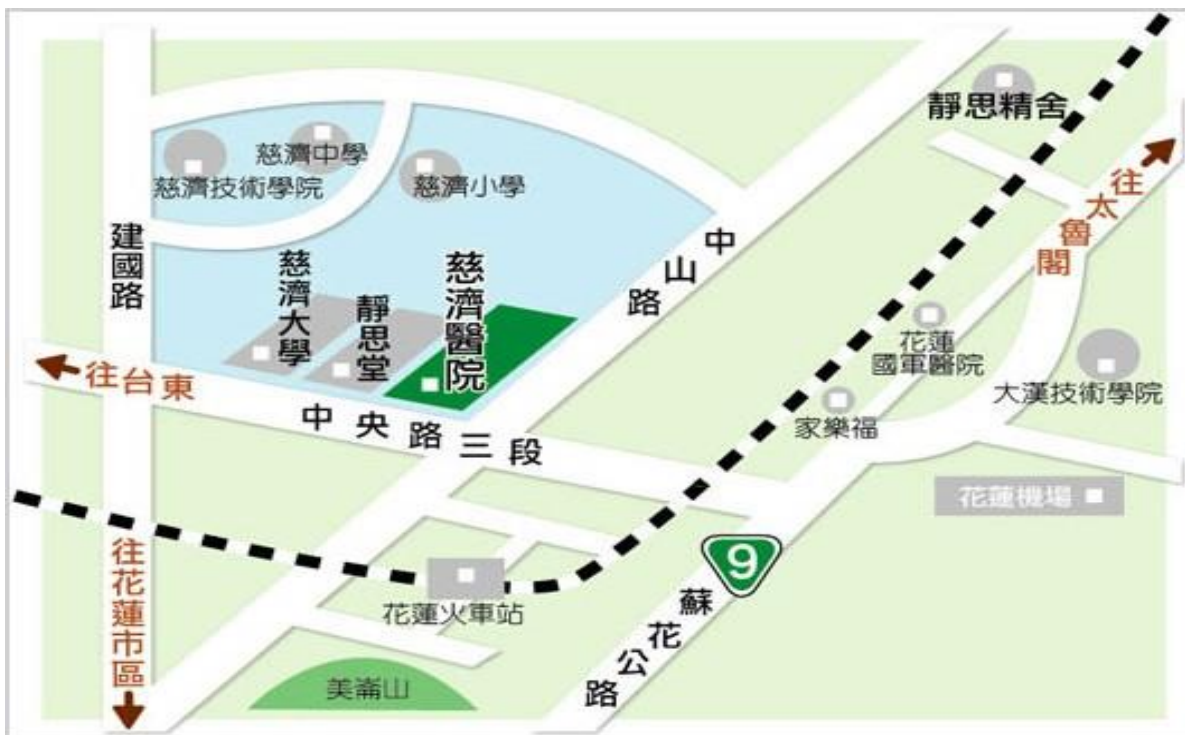 靜思精舍
往太魯閣
慈濟中學
慈濟技術學院
慈濟小學
建國路
中山路
慈濟大學
靜思堂
慈濟醫院
花蓮
國軍醫院
大漢技術學院
往台東
中央路三段
家樂福
花蓮機場
9
往花蓮市區
花蓮火車站
蘇花公路
美崙山